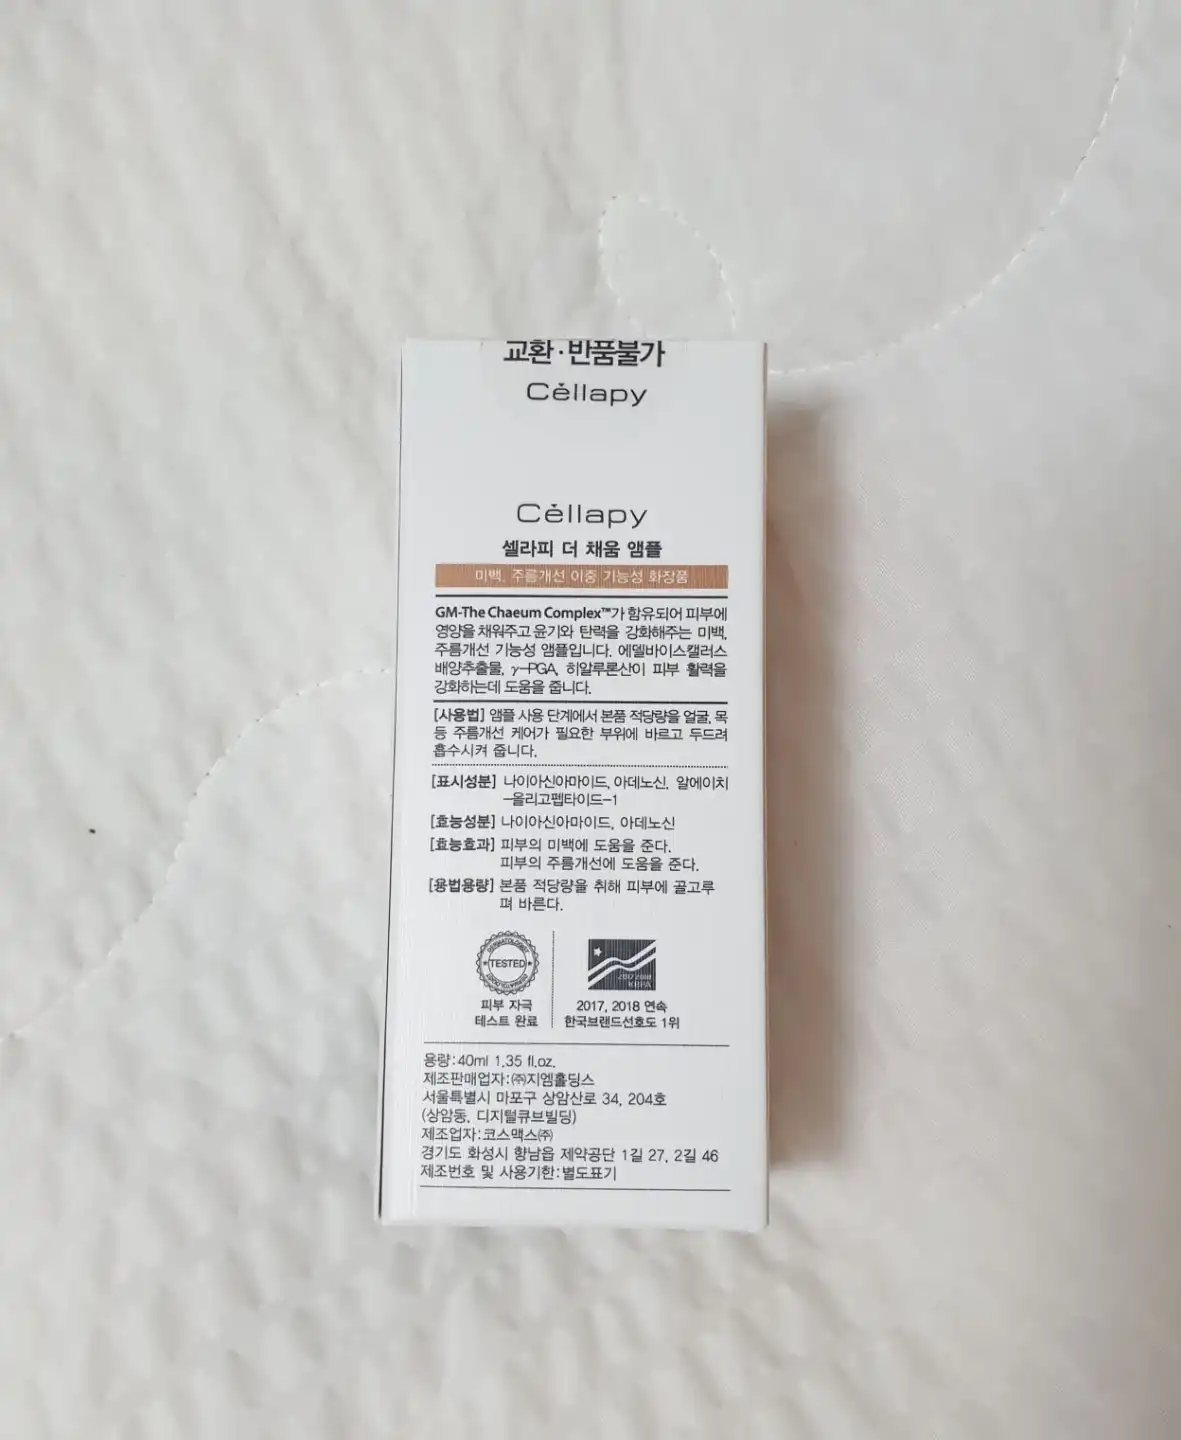 교환·반품불가
Cellapy
Cellapy
셀라피 더 채움 앰플
미백, 주름개선 이중 기능성 화장품
GM-The Chaeum Complex™가 함유되어 피부에
영양을 채워주고 윤기와 탄력을 강화해주는 미백,
주름개선 기능성 앰플입니다. 에델바이스캘러스
배양추출물, γ-PGA, 히알루론산이 피부 활력을
강화하는데 도움을 줍니다.
[사용법] 앰플 사용 단계에서 본품 적당량을 얼굴, 목
등 주름개선 케어가 필요한 부위에 바르고 두드려
흡수시켜 줍니다.
[표시성분] 나이아신아마이드, 아데노신, 알에이치
-올리고펩타이드-1
[효능성분] 나이아신아마이드, 아데노신
[효능효과] 피부의 미백에 도움을 준다.
피부의 주름개선에 도움을 준다.
[용법용량] 본품 적당량을 취해 피부에 골고루
펴 바른다.
DERMATOLOGIST
TESTED
피부 자극
테스트 완료
2017 2018
KBPA
2017, 2018 연속
한국브랜드선호도 1위
용량:40ml 1.35 fl.oz.
제조판매업자:㈜지엠홀딩스
서울특별시 마포구 상암산로 34, 204호
(상암동, 디지털큐브빌딩)
제조업자:코스맥스㈜
경기도 화성시 향남읍 제약공단 1길 27, 2길 46
제조번호 및 사용기한:별도표기